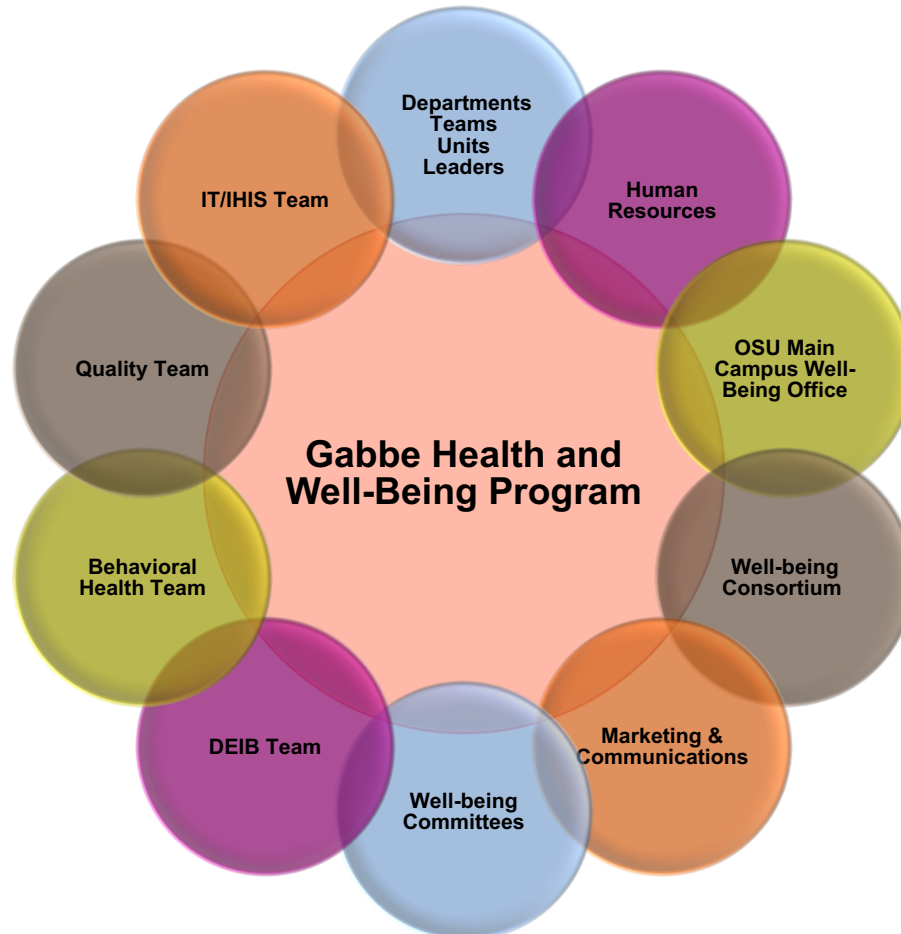 Departments
Teams
Units
Leaders
Human
Resources
OSU Main
Campus Well-
Being Office
Well-being
Consortium
Marketing &
Communications
Well-being
Committees
DEIB Team
Behavioral
Health Team
Quality Team
IT/IHIS Team
Gabbe Health and
Well-Being Program